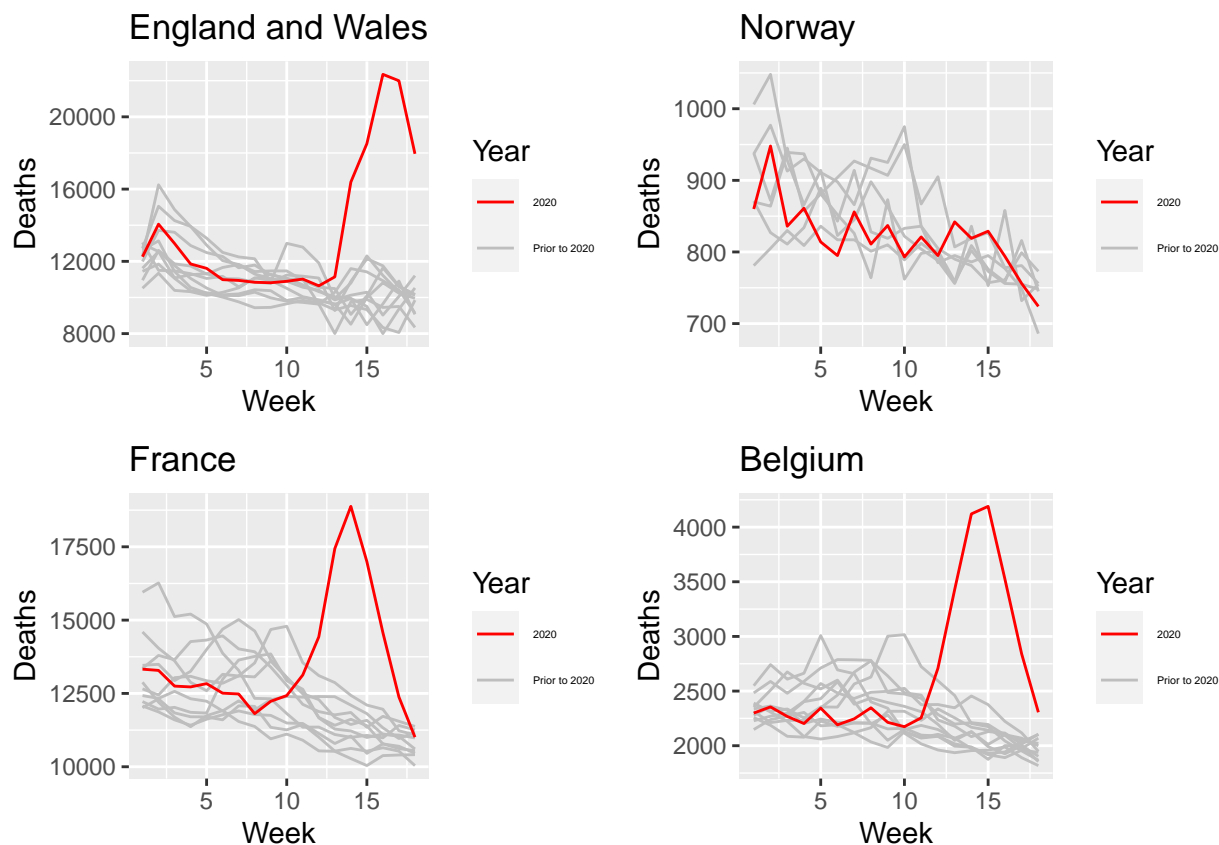 England and Wales
Deaths
20000
16000
12000
8000
5
10
15
Week
Year
2020
Prior to 2020
Norway
Deaths
1000
900
800
700
5
10
15
Week
Year
2020
Prior to 2020
France
Deaths
17500
15000
12500
10000
5
10
15
Week
Year
2020
Prior to 2020
Belgium
Deaths
4000
3500
3000
2500
2000
5
10
15
Week
Year
2020
Prior to 2020